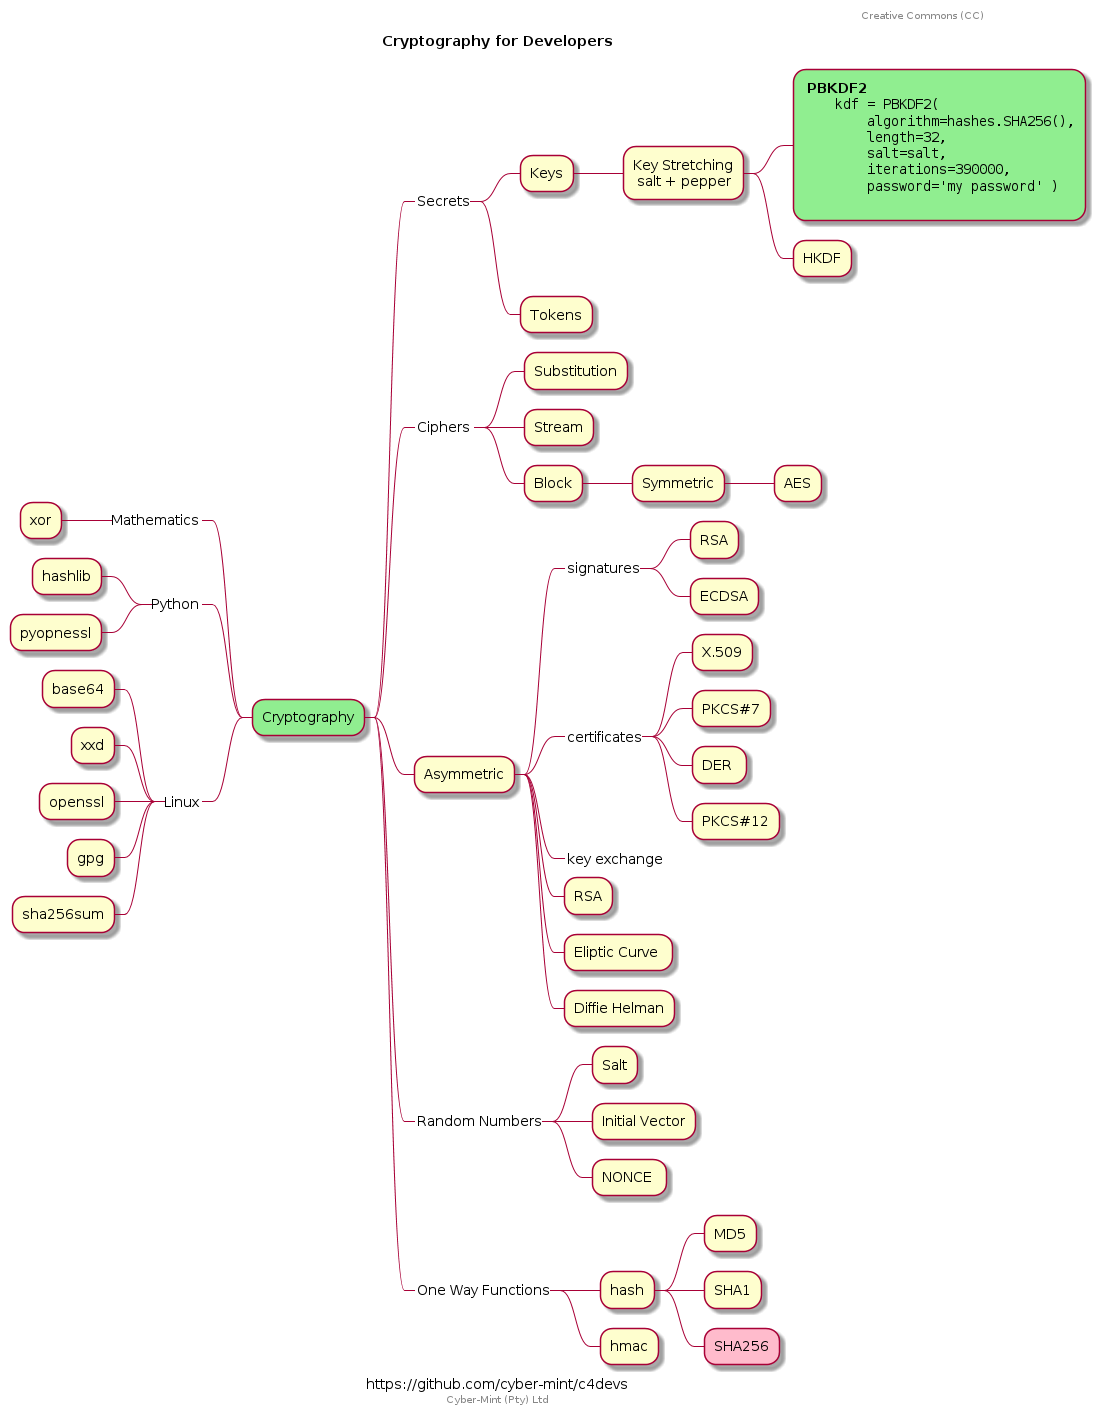 Creative Commons (CC)
Cryptography for Developers
PBKDF2
kdf = PBKDF2(
algorithm=hashes.SHA256(),
length=32,
salt=salt,
iterations=390000,
password='my password' )
Keys
Key Stretching
salt + pepper
Secrets
HKDF
Tokens
Substitution
Ciphers
Stream
Block
Symmetric
AES
xor
Mathematics
hashlib
Python
pyopnessl
base64
xxd
openssl
Linux
gpg
sha256sum
Cryptography
Asymmetric
signatures
RSA
ECDSA
certificates
X.509
PKCS#7
DER
PKCS#12
key exchange
RSA
Eliptic Curve
Diffie Helman
Random Numbers
Salt
Initial Vector
NONCE
One Way Functions
hash
MD5
SHA1
SHA256
hmac
https://github.com/cyber-mint/c4devs
Cyber-Mint (Pty) Ltd